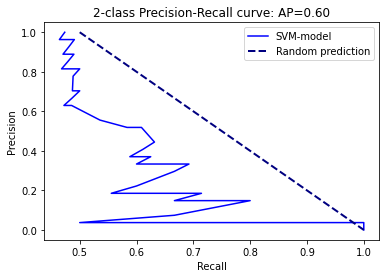 2-class Precision-Recall curve: AP=0.60
SVM-model
Random prediction
Precision
1.0
0.8
0.6
0.4
0.2
0.0
0.5
0.6
0.7
0.8
0.9
1.0
Recall